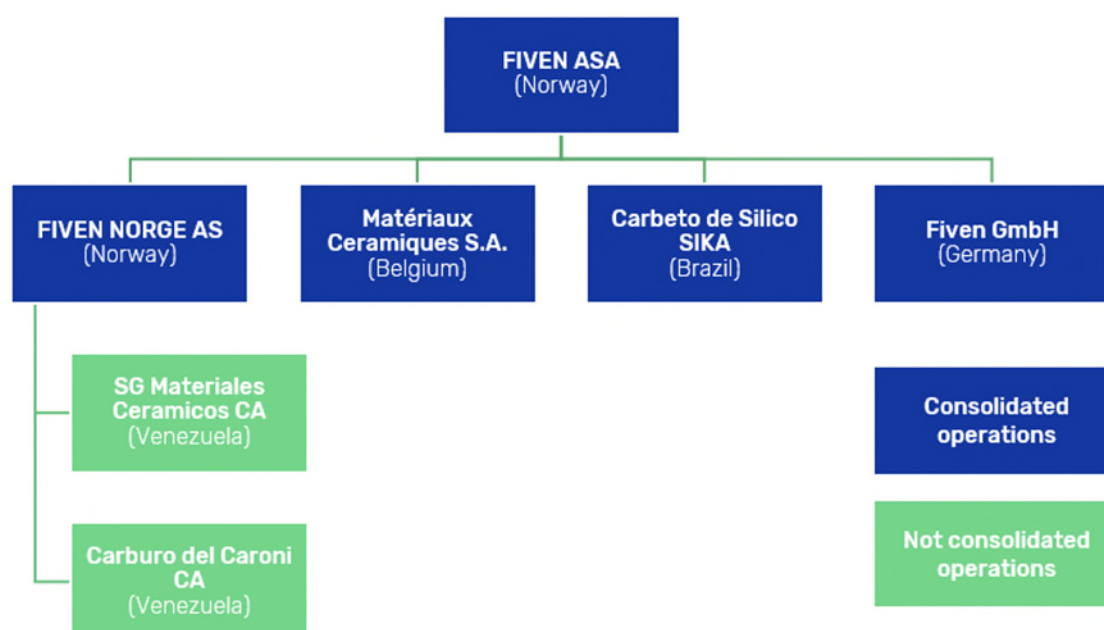 FIVEN ASA
(Norway)
FIVEN NORGE AS
(Norway)
Matériaux
Ceramiques S.A.
(Belgium)
Carbeto de Silico
SIKA
(Brazil)
Fiven GmbH
(Germany)
SG Materiales
Ceramicos CA
(Venezuela)
Carburo del Caroni
CA
(Venezuela)
Consolidated
operations
Not consolidated
operations